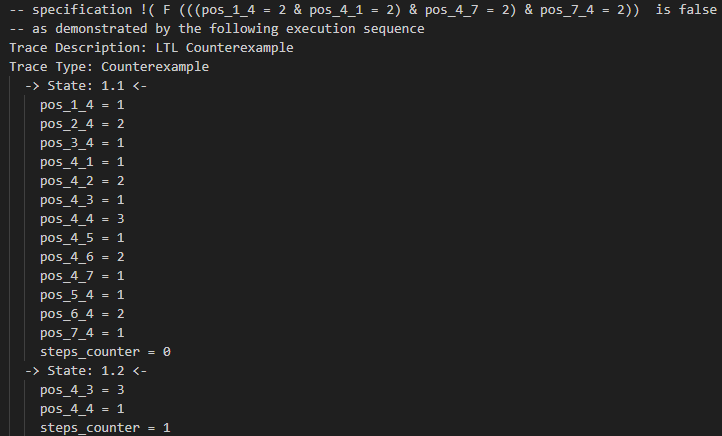 -- specification !( F (((pos_1_4 = 2 & pos_4_1 = 2) & pos_4_7 = 2) & pos_7_4 = 2))  is false
-- as demonstrated by the following execution sequence
Trace Description: LTL Counterexample
Trace Type: Counterexample
-> State: 1.1 <-
pos_1_4 = 1
pos_2_4 = 2
pos_3_4 = 1
pos_4_1 = 1
pos_4_2 = 2
pos_4_3 = 1
pos_4_4 = 3
pos_4_5 = 1
pos_4_6 = 2
pos_4_7 = 1
pos_5_4 = 1
pos_6_4 = 2
pos_7_4 = 1
steps_counter = 0
-> State: 1.2 <-
pos_4_3 = 3
pos_4_4 = 1
steps_counter = 1